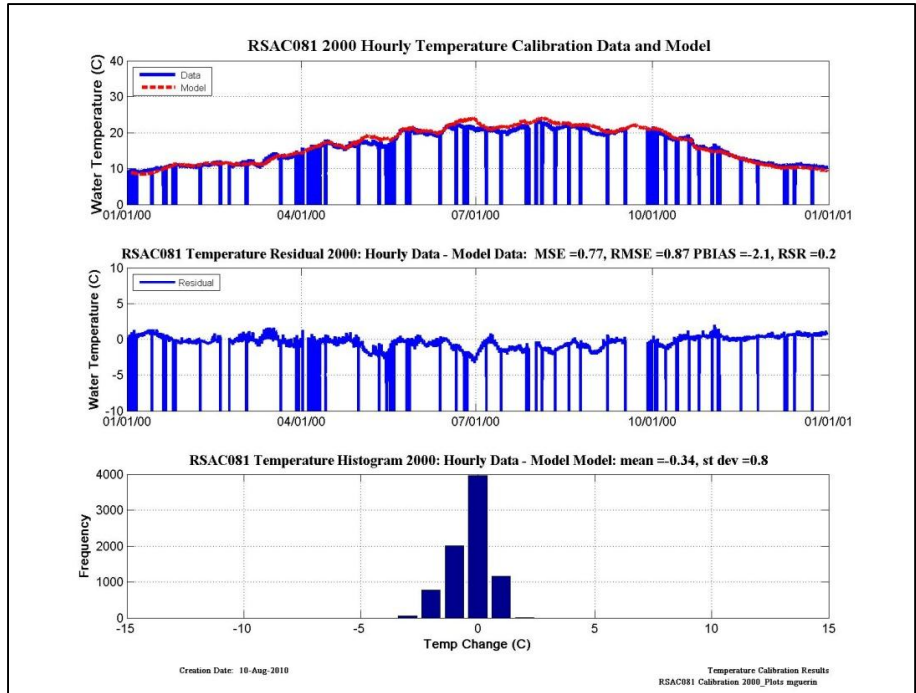 RSAC081 2000 Hourly Temperature Calibration Data and Model
Water Temperature (C)
40
30
20
10
0
Data
Model
01/01/00
04/01/00
07/01/00
10/01/00
01/01/01
RSAC081 Temperature Residual 2000: Hourly Data - Model Data: MSE =0.77, RMSE =0.87 PBIAS =-2.1, RSR =0.2
Water Temperature (C)
10
5
0
-5
-10
Residual
01/01/00
04/01/00
07/01/00
10/01/00
01/01/01
RSAC081 Temperature Histogram 2000: Hourly Data - Model Model: mean =-0.34, st dev =0.8
Frequency
4000
3000
2000
1000
0
-15
-10
-5
0
5
10
15
Temp Change (C)
Creation Date: 10-Aug-2010
Temperature Calibration Results
RSAC081 Calibration 2000_Plots mguerin